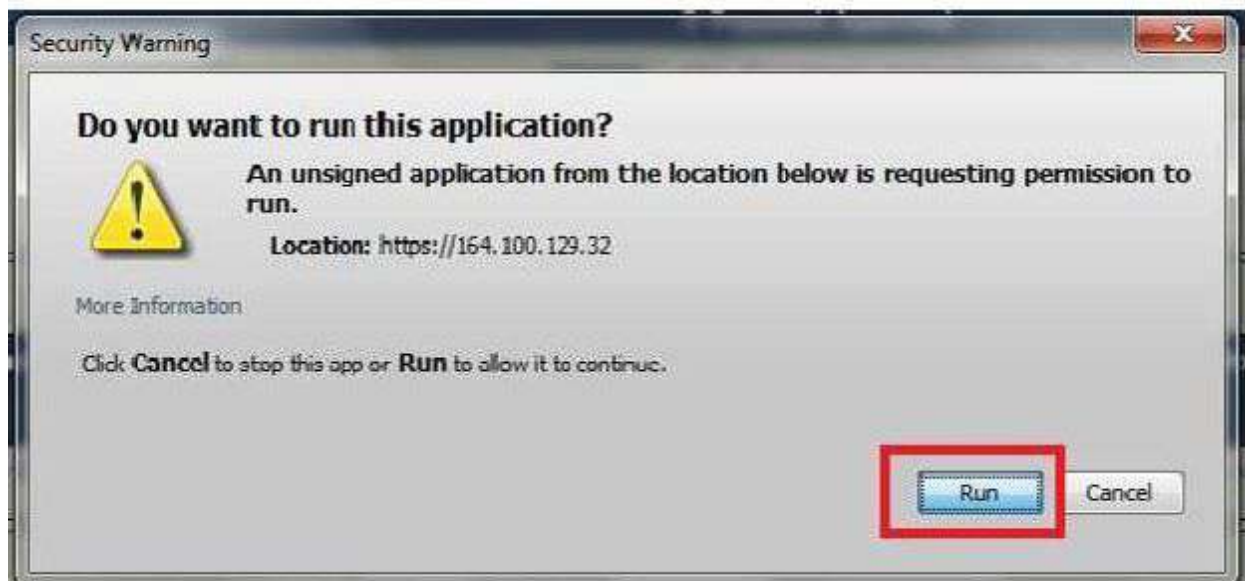 Security Warning
Do you want to run this application?
An unsigned application from the location below is requesting permission to
run.
Location: https://164.100.129.32
More Information
Click Cancel to stop this app or Run to allow it to continue.
Run
Cancel